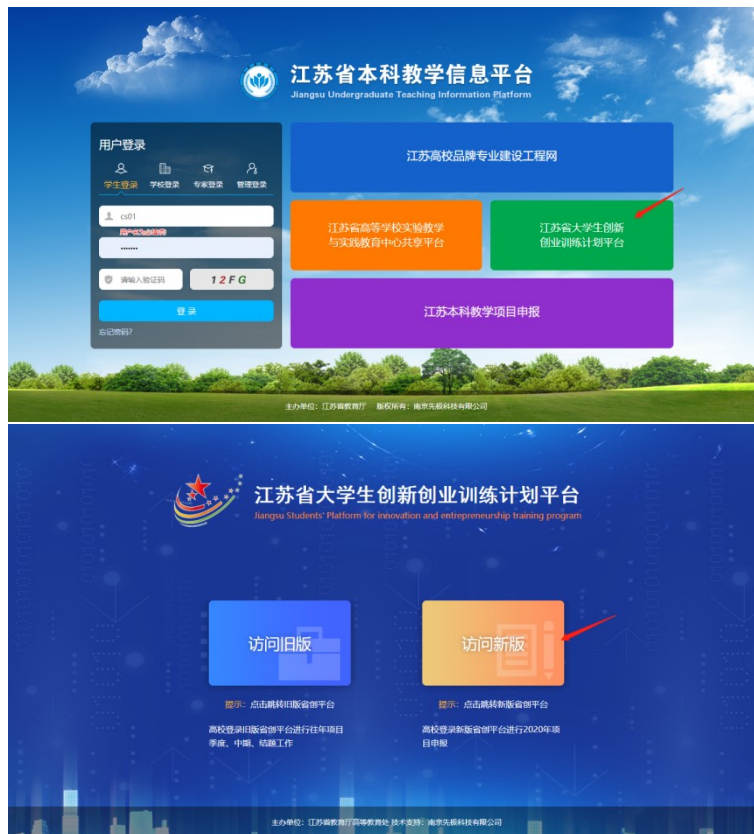 江苏省本科教学信息平台
Jiangsu Undergraduate Teaching Information Platform
用户登录
学生登录 学校登录 专家登录 管理登录
cs01
•••••••
请输入验证码 12FG
登录
忘记密码?
江苏高校品牌专业建设工程网
江苏省高等学校实验教学
与实践教育中心共享平台
江苏省大学生创新
创业训练计划平台
江苏本科教学项目申报
主办单位：江苏省教育厅 版权所有：南京先极科技有限公司
江苏省大学生创新创业训练计划平台
Jiangsu Students' Platform for innovation and entrepreneurship training program
访问旧版
提示：点击跳转旧版省创平台
高校登录旧版省创平台进行往年项目
季度、中期、结题工作
访问新版
提示：点击跳转新版省创平台
高校登录新版省创平台进行2020年项
目申报
主办单位：江苏省教育厅高等教育处 技术支持：南京先极科技有限公司